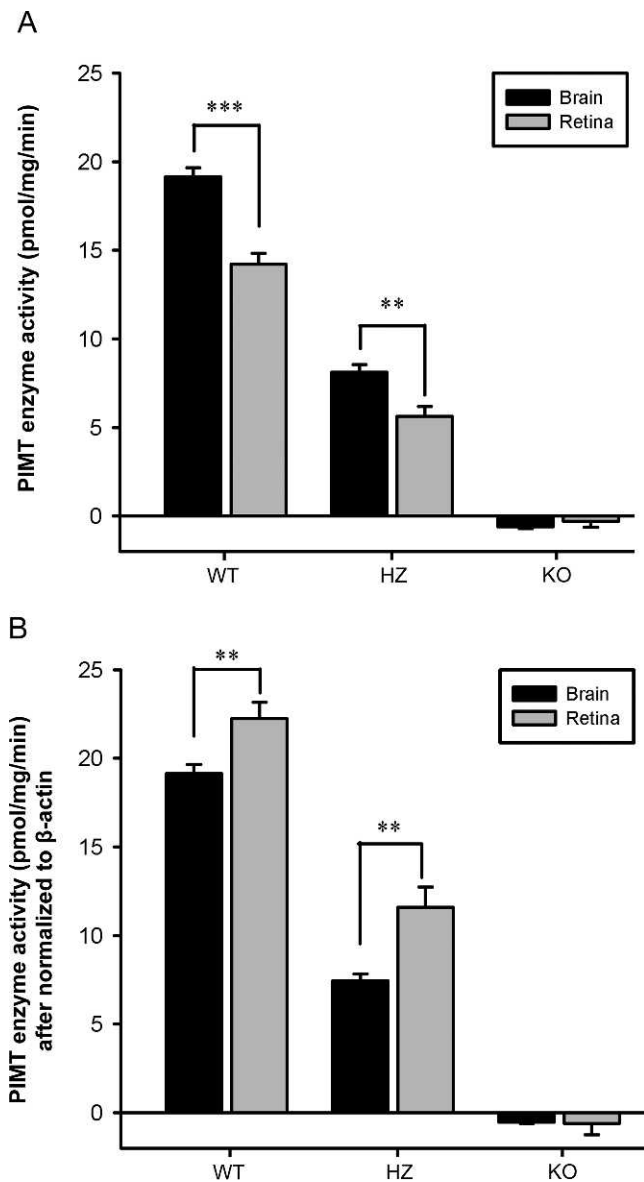 A
PIMT enzyme activity (pmol/mg/min)
25
20
15
10
5
0
***
**
Brain
Retina
WT
HZ
KO
B
PIMT enzyme activity (pmol/mg/min)
after normalized to β-actin
25
20
15
10
5
0
**
**
Brain
Retina
WT
HZ
KO